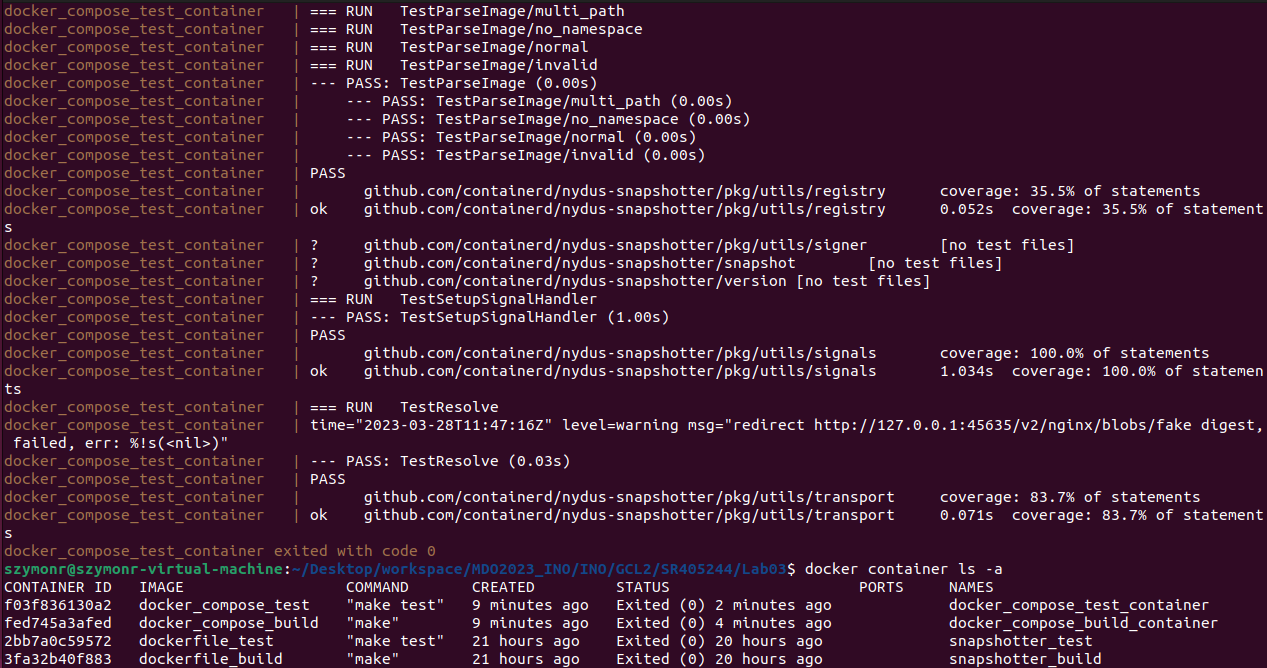 docker_compose_test_container   | === RUN   TestParseImage/multi_path
docker_compose_test_container   | === RUN   TestParseImage/no_namespace
docker_compose_test_container   | === RUN   TestParseImage/normal
docker_compose_test_container   | === RUN   TestParseImage/invalid
docker_compose_test_container   | --- PASS: TestParseImage (0.00s)
docker_compose_test_container   |     --- PASS: TestParseImage/multi_path (0.00s)
docker_compose_test_container   |     --- PASS: TestParseImage/no_namespace (0.00s)
docker_compose_test_container   |     --- PASS: TestParseImage/normal (0.00s)
docker_compose_test_container   |     --- PASS: TestParseImage/invalid (0.00s)
docker_compose_test_container   | PASS
docker_compose_test_container   |       github.com/containerd/nydus-snapshotter/pkg/utils/registry      coverage: 35.5% of statements
docker_compose_test_container   | ok    github.com/containerd/nydus-snapshotter/pkg/utils/registry      0.052s  coverage: 35.5% of statement
s
docker_compose_test_container   | ?     github.com/containerd/nydus-snapshotter/pkg/utils/signer        [no test files]
docker_compose_test_container   | ?     github.com/containerd/nydus-snapshotter/snapshot        [no test files]
docker_compose_test_container   | ?     github.com/containerd/nydus-snapshotter/version [no test files]
docker_compose_test_container   | === RUN   TestSetupSignalHandler
docker_compose_test_container   | --- PASS: TestSetupSignalHandler (1.00s)
docker_compose_test_container   | PASS
docker_compose_test_container   |       github.com/containerd/nydus-snapshotter/pkg/utils/signals       coverage: 100.0% of statements
docker_compose_test_container   | ok    github.com/containerd/nydus-snapshotter/pkg/utils/signals       1.034s  coverage: 100.0% of statemen
ts
docker_compose_test_container   | === RUN   TestResolve
docker_compose_test_container   | time="2023-03-28T11:47:16Z" level=warning msg="redirect http://127.0.0.1:45635/v2/nginx/blobs/fake digest,
 failed, err: %!s(<nil>)"
docker_compose_test_container   | --- PASS: TestResolve (0.03s)
docker_compose_test_container   | PASS
docker_compose_test_container   |       github.com/containerd/nydus-snapshotter/pkg/utils/transport     coverage: 83.7% of statements
docker_compose_test_container   | ok    github.com/containerd/nydus-snapshotter/pkg/utils/transport     0.071s  coverage: 83.7% of statement
s
docker_compose_test_container exited with code 0
szymonr@szymonr-virtual-machine:~/Desktop/workspace/MDO2023_INO/INO/GCL2/SR405244/Lab03$ docker container ls -a
CONTAINER ID   IMAGE                  COMMAND       CREATED         STATUS                     PORTS     NAMES
f03f836130a2   docker_compose_test    "make test"   9 minutes ago   Exited (0) 2 minutes ago             docker_compose_test_container
fed745a3afed   docker_compose_build   "make"        9 minutes ago   Exited (0) 4 minutes ago             docker_compose_build_container
2bb7a0c59572   dockerfile_test        "make test"   21 hours ago    Exited (0) 20 hours ago              snapshotter_test
3fa32b40f883   dockerfile_build       "make"        21 hours ago    Exited (0) 20 hours ago              snapshotter_build